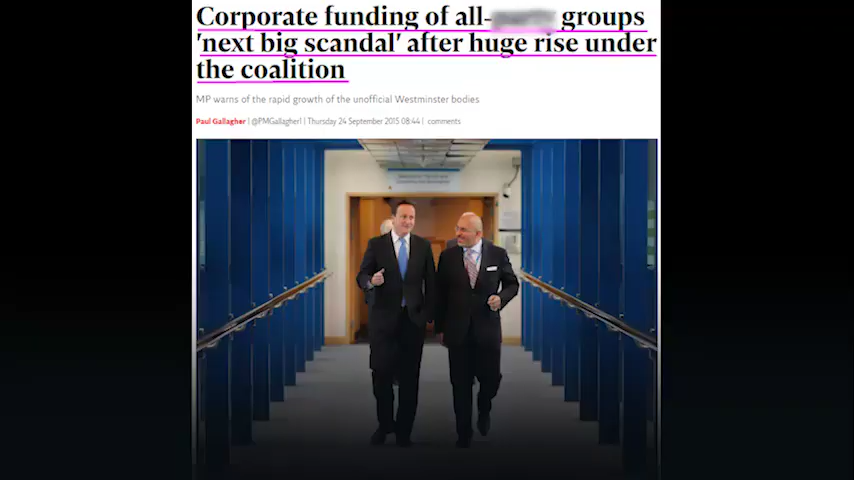 Corporate funding of all- groups
'next big scandal' after huge rise under
the coalition
MP warns of the rapid growth of the unofficial Westminster bodies
Paul Gallagher | @PMGallagherI | Thursday 24 September 2015 08:44 | comments